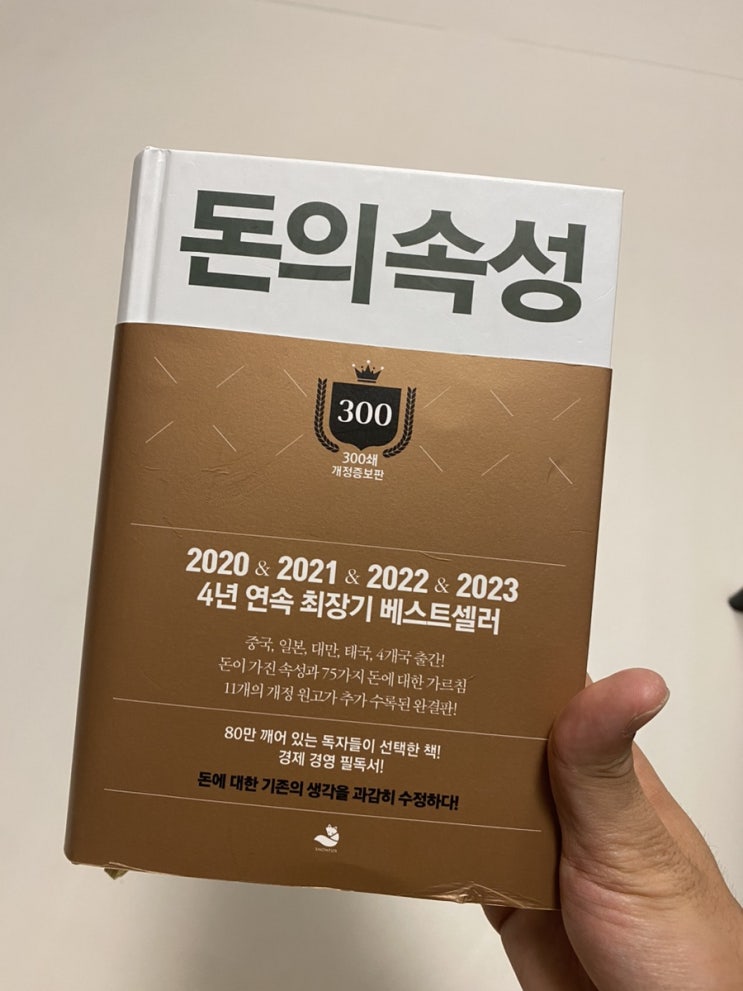 돈의 속성
300
300쇄
개정증보판
2020 & 2021 & 2022 & 2023
4년 연속 최장기 베스트셀러
중국, 일본, 대만, 태국, 4개국 출간!
돈이 가진 속성과 75가지 돈에 대한 가르침
11개의 개정 원고가 추가 수록된 완결판!
80만 깨어 있는 독자들이 선택한 책!
경제 경영 필독서!
돈에 대한 기존의 생각을 과감히 수정하다!
SNOWFOX